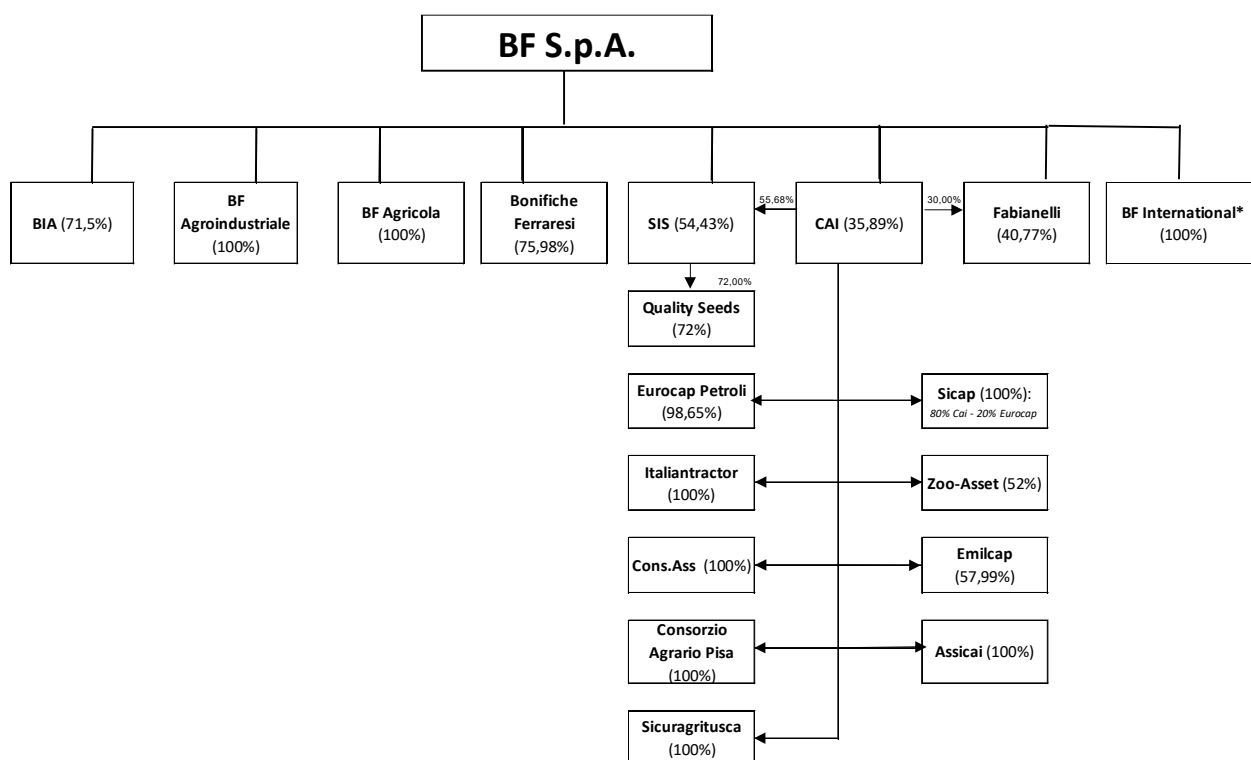 BF S.p.A.
BIA (71,5%)
BF
Agroindustriale
(100%)
BF Agricola
(100%)
Bonifiche
Ferraresi
(75,98%)
SIS (54,43%)
55,68%
CAI (35,89%)
30,00%
Fabianelli
(40,77%)
BF International*
(100%)
72,00%
Quality Seeds
(72%)
Eurocap Petroli
(98,65%)
Sicap (100%):
80% Cai - 20% Eurocap
Italiantractor
(100%)
Zoo-Asset (52%)
Cons.Ass (100%)
Emilcap
(57,99%)
Consorzio
Agrario Pisa
(100%)
Assicai (100%)
Sicuragritusca
(100%)